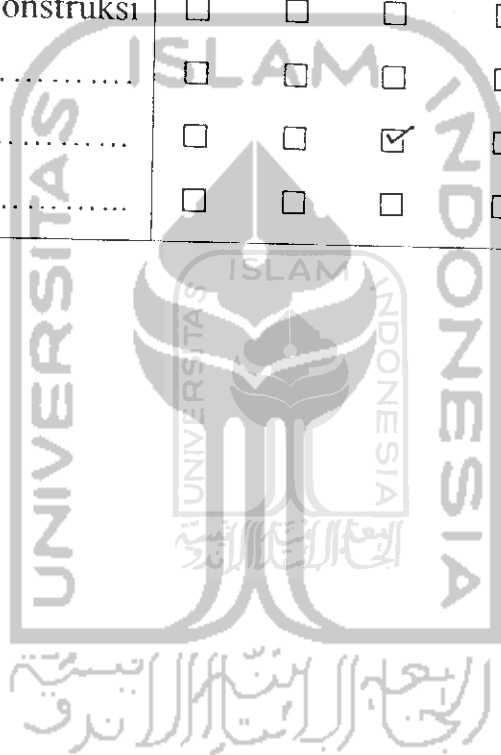 onstruksi ☐ ☐ ☐
.............. ☐ ☐ ☐
.............. ☐ ☐ ☑
.............. ☐ ☐ ☐
ISLAM
UNIVERSITAS
INDONESIA
ISLAM
UNIVERSITAS
INDONESIA